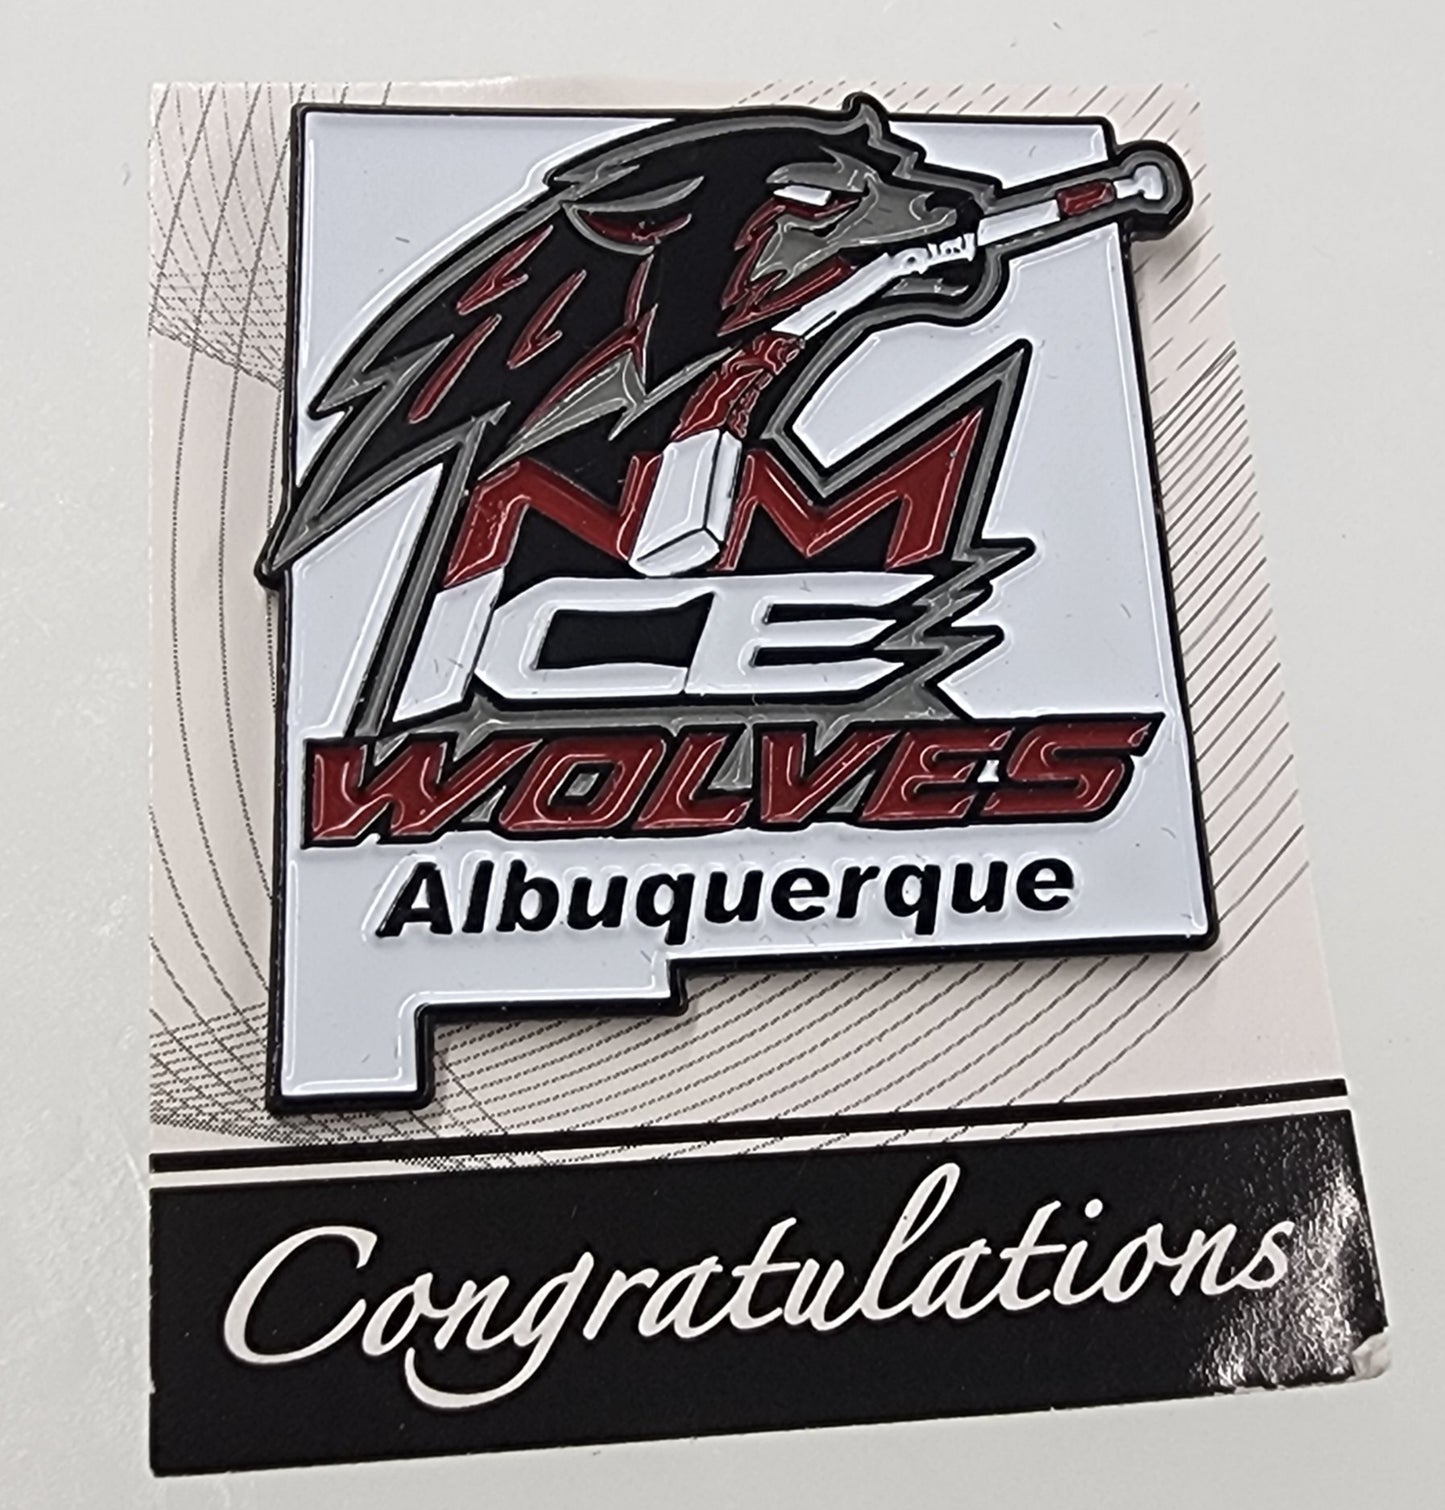 NM
ICE
WOLVES
Albuquerque
Congratulations